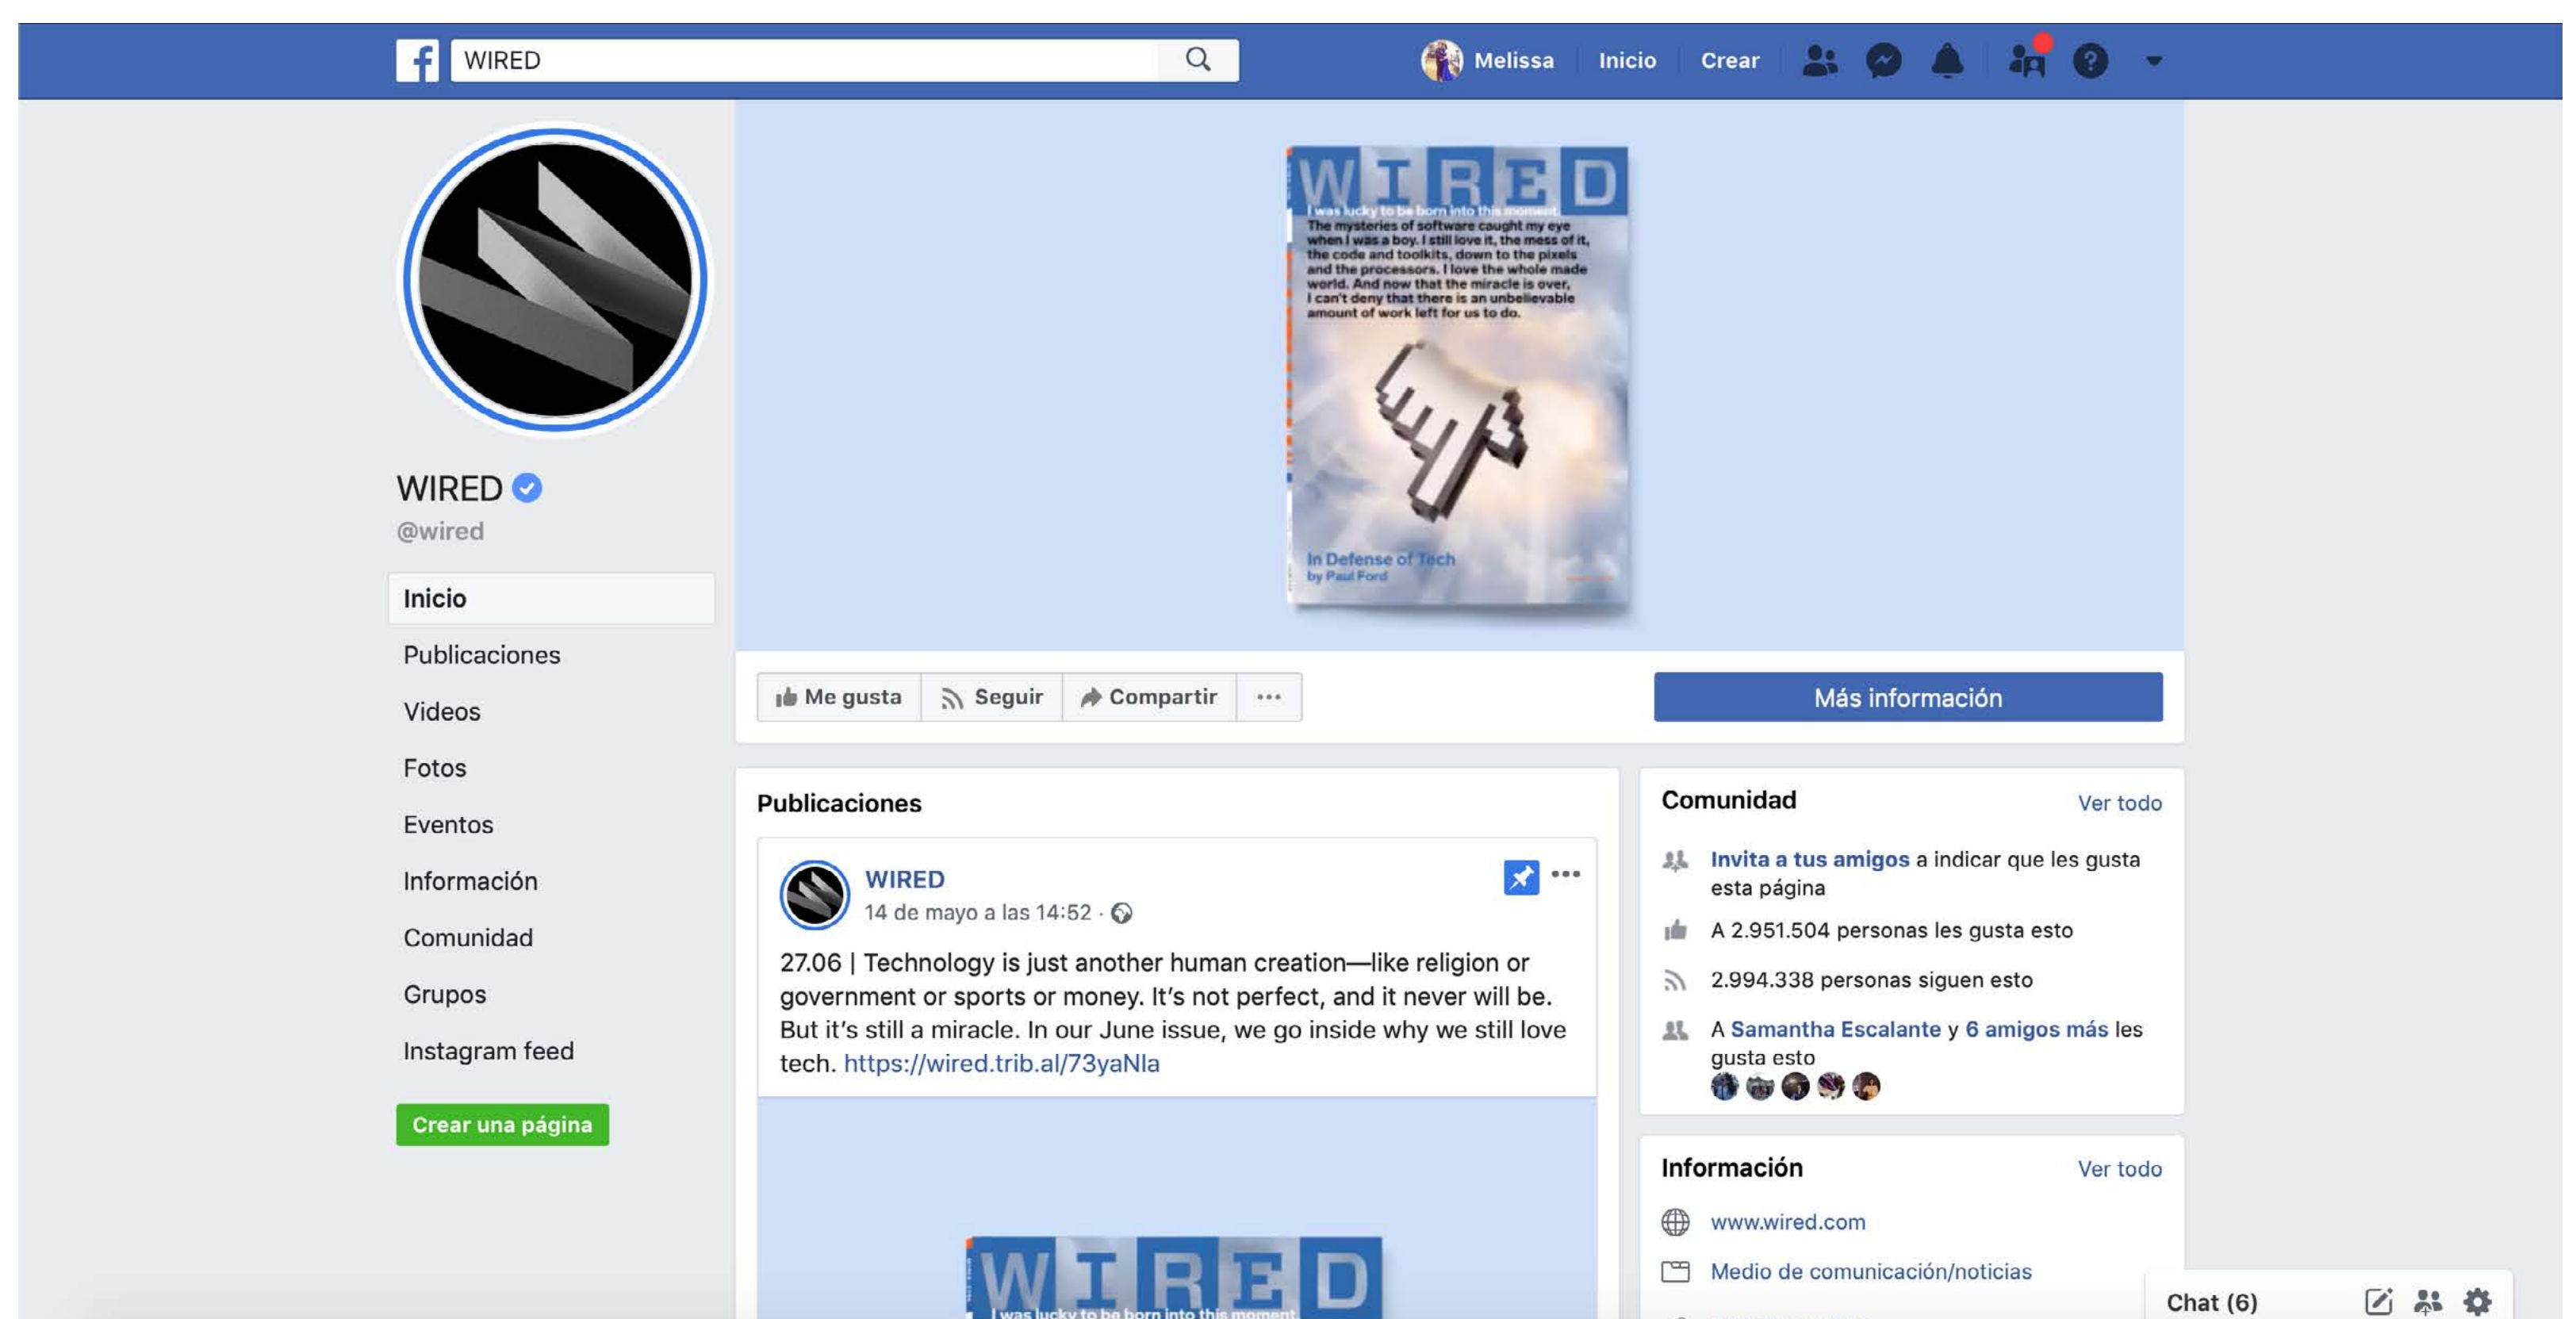 WIRED
Melissa
Inicio
Crear
WIRED
I was lucky to be born into this moment.
The mysteries of software caught my eye
when I was a boy. I still love it, the mess of it,
the code and toolkits, down to the pixels
and the processors. I love the whole made
world. And now that the miracle is over,
I can't deny that there is an unbelievable
amount of work left for us to do.
In Defense of Tech
by Paul Ford
WIRED
@wired
Inicio
Publicaciones
Videos
Fotos
Eventos
Información
Comunidad
Grupos
Instagram feed
Crear una página
Me gusta
Seguir
Compartir
Más información
Publicaciones
WIRED
14 de mayo a las 14:52 ·
27.06 | Technology is just another human creation—like religion or
government or sports or money. It's not perfect, and it never will be.
But it's still a miracle. In our June issue, we go inside why we still love
tech. https://wired.trib.al/73yaNla
WIRED
I was lucky to be born into this moment.
Comunidad
Ver todo
Invita a tus amigos a indicar que les gusta
esta página
A 2.951.504 personas les gusta esto
2.994.338 personas siguen esto
A Samantha Escalante y 6 amigos más les
gusta esto
Información
Ver todo
www.wired.com
Medio de comunicación/noticias
Chat (6)